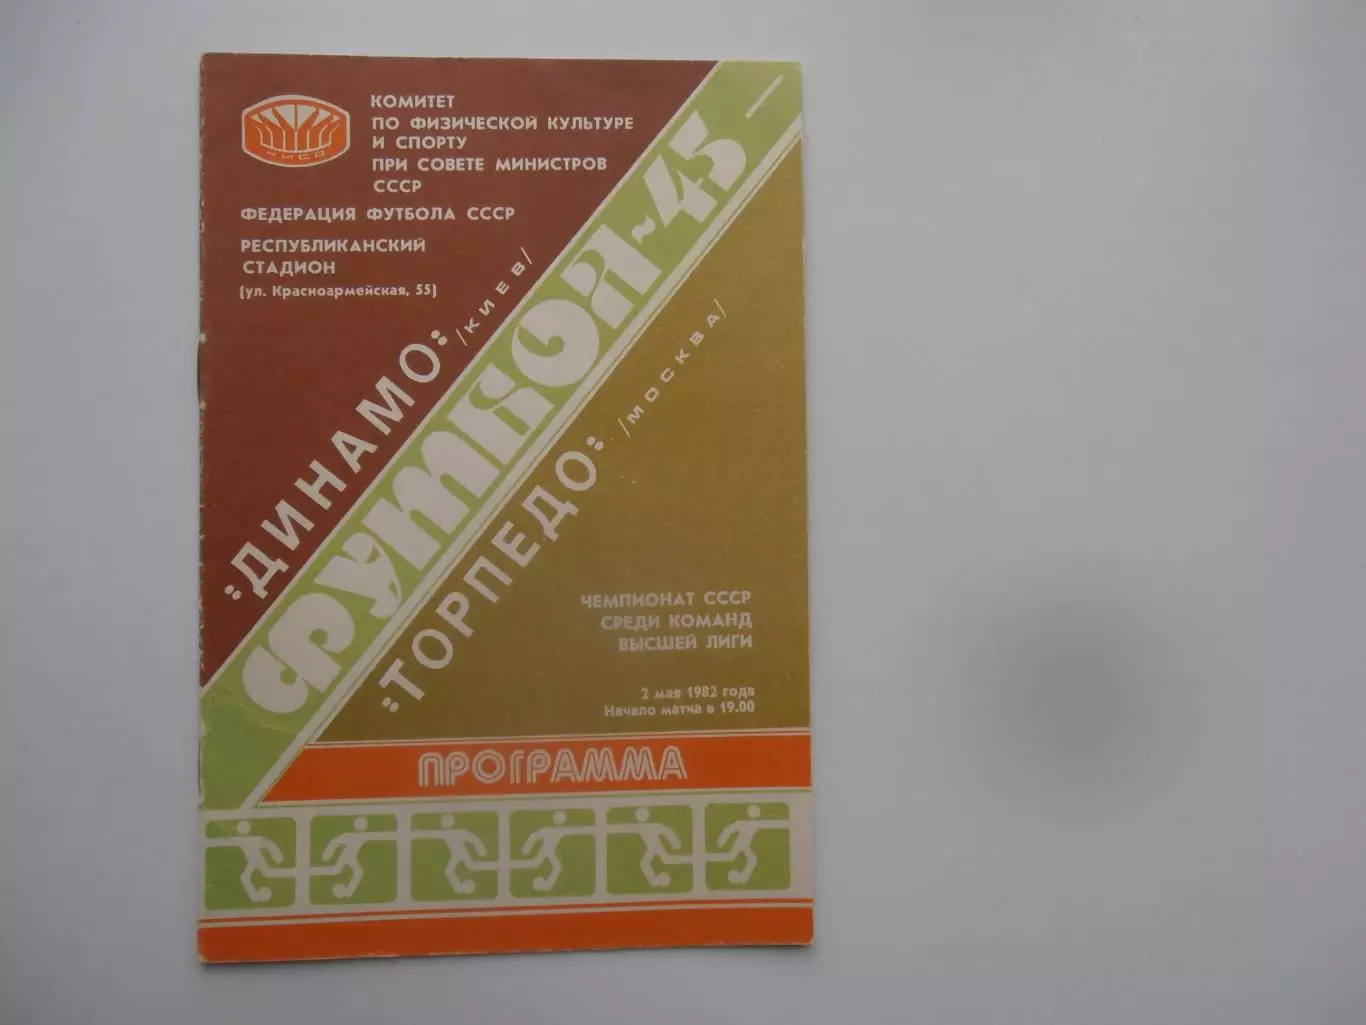 КИЕВ
КОМИТЕТ
ПО ФИЗИЧЕСКОЙ КУЛЬТУРЕ
И СПОРТУ
ПРИ СОВЕТЕ МИНИСТРОВ
СССР
ФЕДЕРАЦИЯ ФУТБОЛА СССР
РЕСПУБЛИКАНСКИЙ
СТАДИОН
(ул. Красноармейская, 55)
"ДИНАМО" /КИЕВ/
ФУТБОЛ-45
"ТОРПЕДО" /МОСКВА/
ЧЕМПИОНАТ СССР
СРЕДИ КОМАНД
ВЫСШЕЙ ЛИГИ
2 мая 1982 года
Начало матча в 19.00
ПРОГРАММА